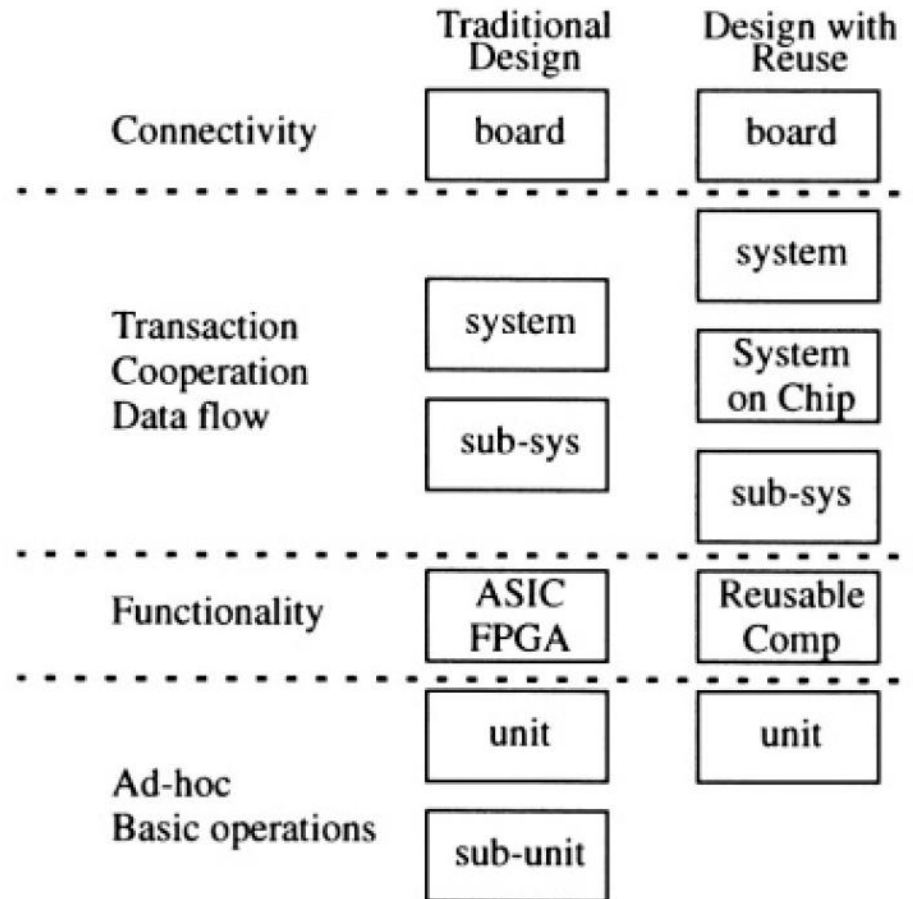 Traditional
Design
Design with
Reuse
Connectivity
board
board
system
Transaction
Cooperation
Data flow
system
System
on Chip
sub-sys
sub-sys
Functionality
ASIC
FPGA
Reusable
Comp
unit
unit
Ad-hoc
Basic operations
sub-unit